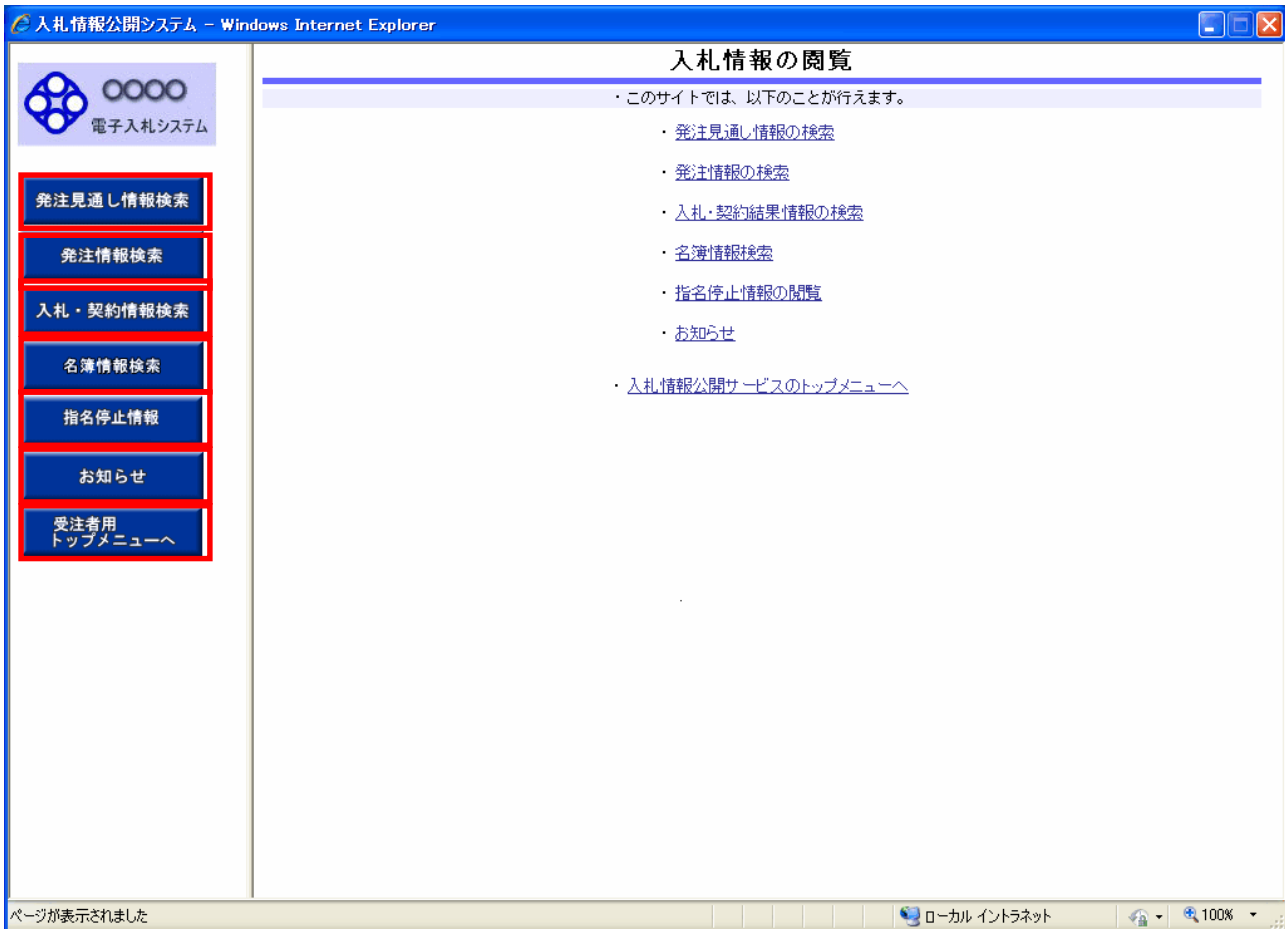 入札情報公開システム - Windows Internet Explorer
〇〇〇〇
電子入札システム
発注見通し情報検索
発注情報検索
入札・契約情報検索
名簿情報検索
指名停止情報
お知らせ
受注者用
トップメニューへ
入札情報の閲覧
・このサイトでは、以下のことが行えます。
・発注見通し情報の検索
・発注情報の検索
・入札・契約結果情報の検索
・名簿情報検索
・指名停止情報の閲覧
・お知らせ
・入札情報公開サービスのトップメニューへ
ページが表示されました
ローカル イントラネット
100%